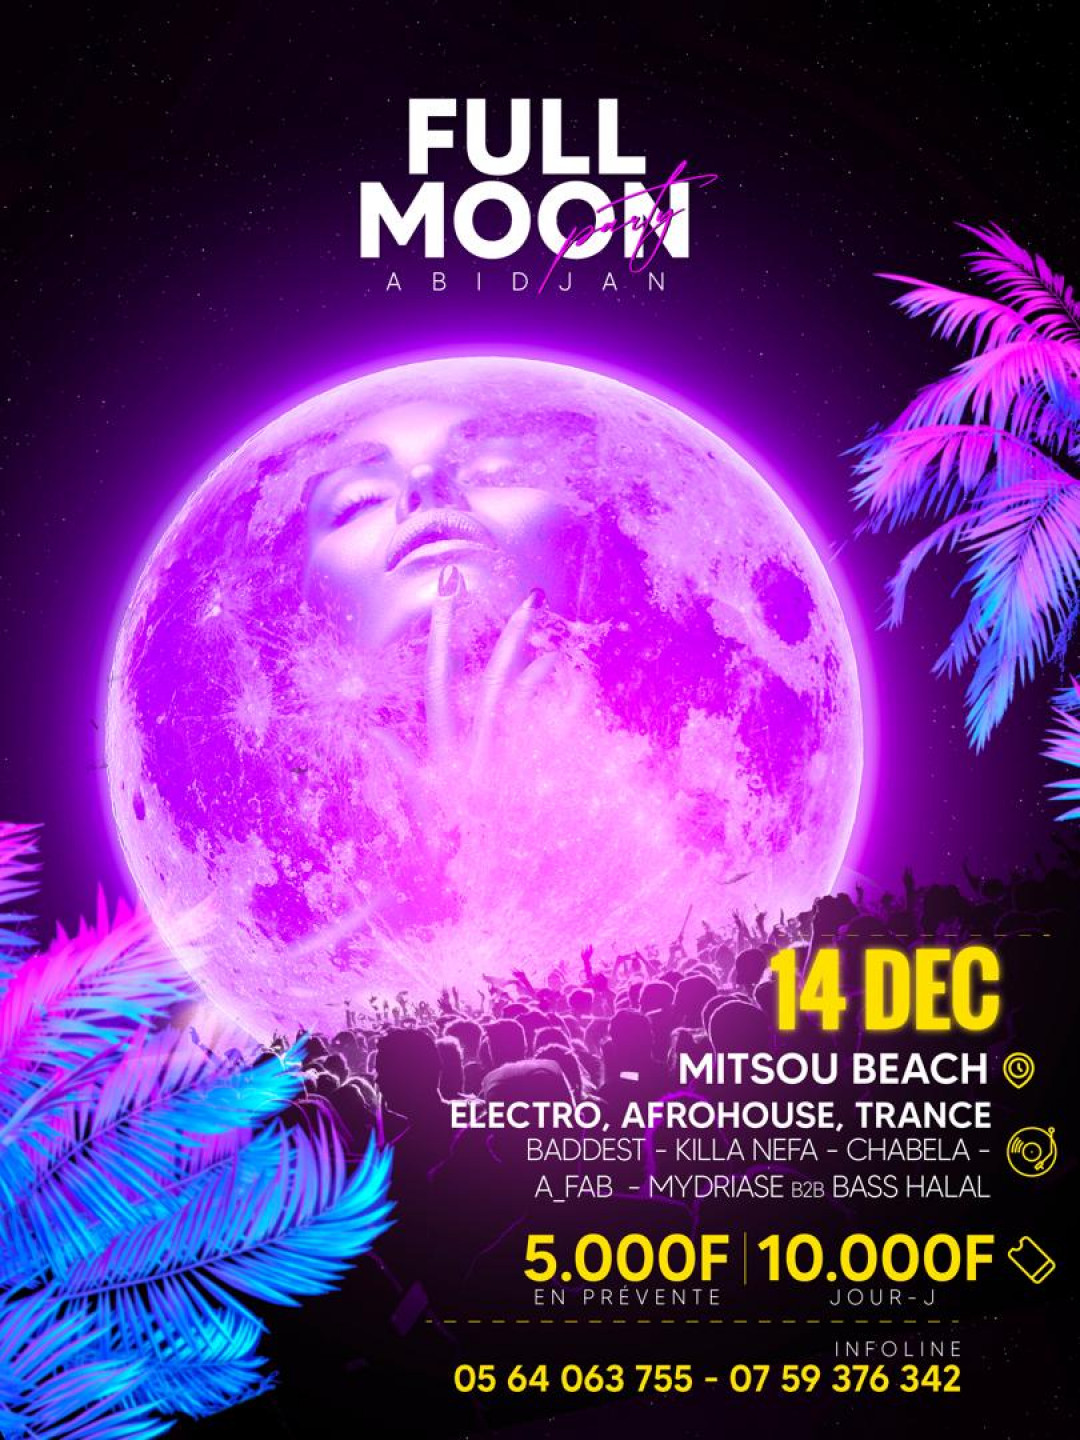 FULL
MOON
party
ABIDJAN
14 DEC
MITSOU BEACH
ELECTRO, AFROHOUSE, TRANCE
BADDEST - KILLA NEFA - CHABELA -
A_FAB - MYDRIASE B2B BASS HALAL
5.000F | 10.000F
EN PRÉVENTE JOUR-J
INFOLINE
05 64 063 755 - 07 59 376 342